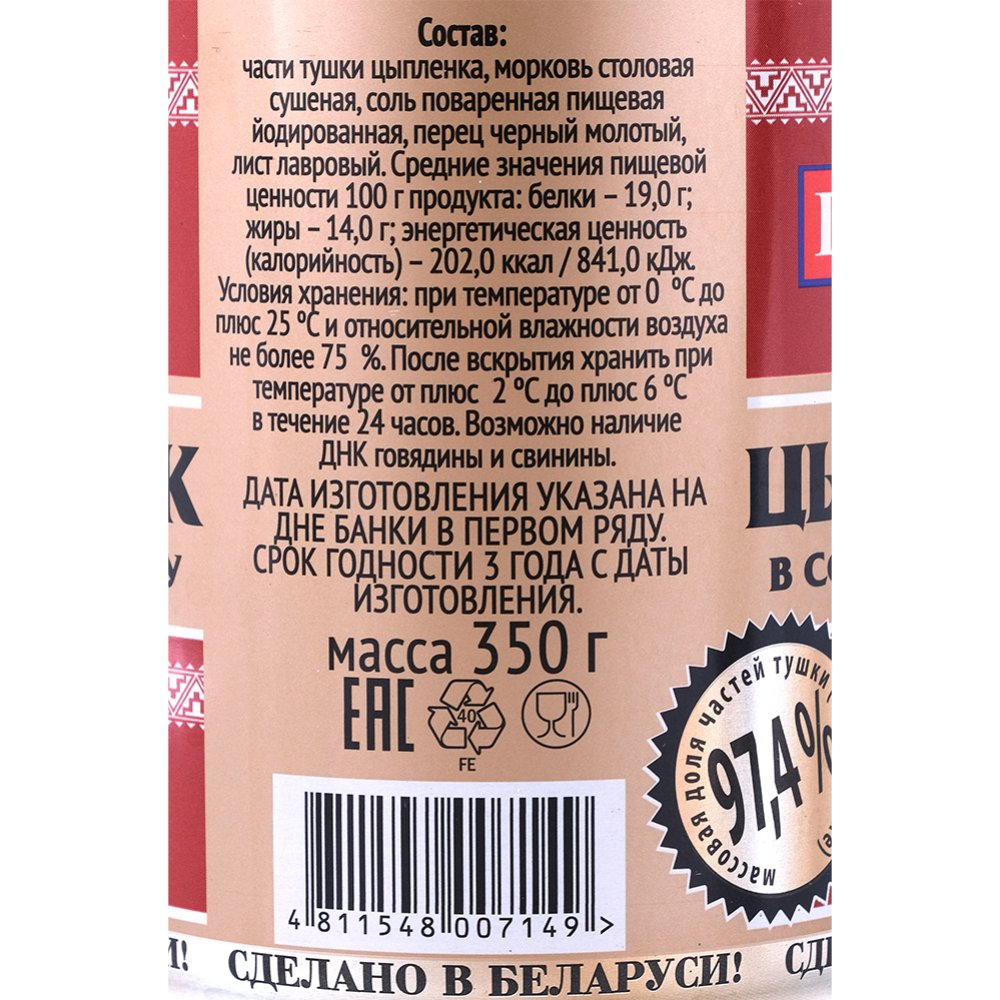 Состав:
части тушки цыпленка, морковь столовая
сушеная, соль поваренная пищевая
йодированная, перец черный молотый,
лист лавровый. Средние значения пищевой
ценности 100 г продукта: белки – 19,0 г;
жиры – 14,0 г; энергетическая ценность
(калорийность) – 202,0 ккал / 841,0 кДж.
Условия хранения: при температуре от 0 ºС до
плюс 25 ºС и относительной влажности воздуха
не более 75 %. После вскрытия хранить при
температуре от плюс 2 ºС до плюс 6 ºС
в течение 24 часов. Возможно наличие
ДНК говядины и свинины.
ДАТА ИЗГОТОВЛЕНИЯ УКАЗАНА НА
ДНЕ БАНКИ В ПЕРВОМ РЯДУ.
СРОК ГОДНОСТИ 3 ГОДА С ДАТЫ
ИЗГОТОВЛЕНИЯ.
масса 350 г
ЕАС
40
FE
4 811548 007149 >
СДЕЛАНО В БЕЛАРУСИ!
массовая доля частей тушки
97,4%
В